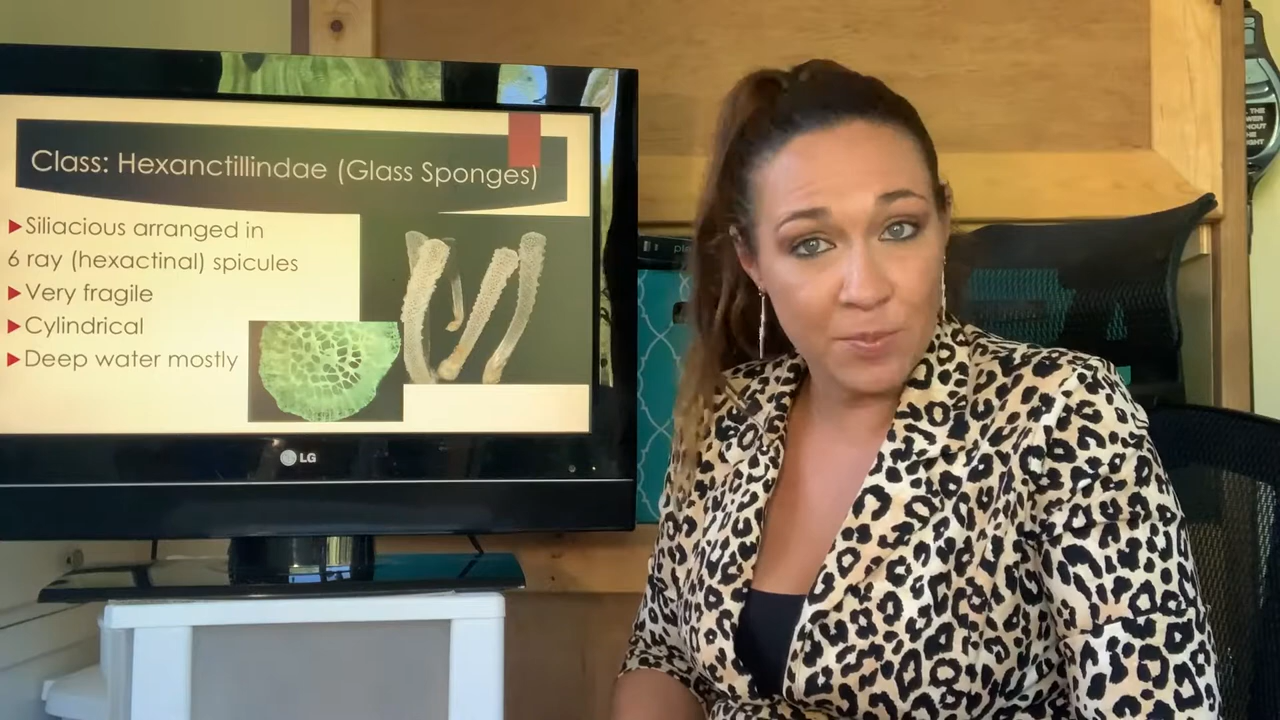 Class: Hexanctillindae (Glass Sponges)
Siliacious arranged in
6 ray (hexactinal) spicules
Very fragile
Cylindrical
Deep water mostly
LG